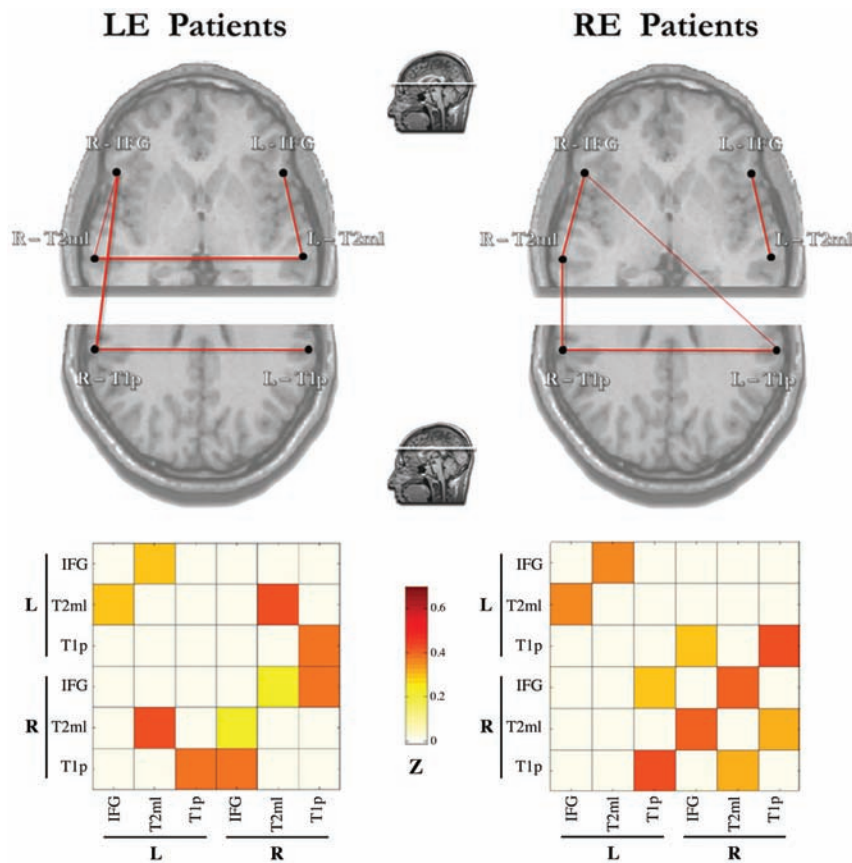 LE Patients
RE Patients
R - IFG
L - IFG
R – T2ml
L – T2ml
R – T1p
L – T1p
R - IFG
L - IFG
R – T2ml
L – T2ml
R – T1p
L – T1p
L
R
IFG
T2ml
T1p
IFG
T2ml
T1p
IFG
T2ml
T1p
IFG
T2ml
T1p
L
R
0.6
0.4
0.2
0
Z
L
R
IFG
T2ml
T1p
IFG
T2ml
T1p
IFG
T2ml
T1p
IFG
T2ml
T1p
L
R